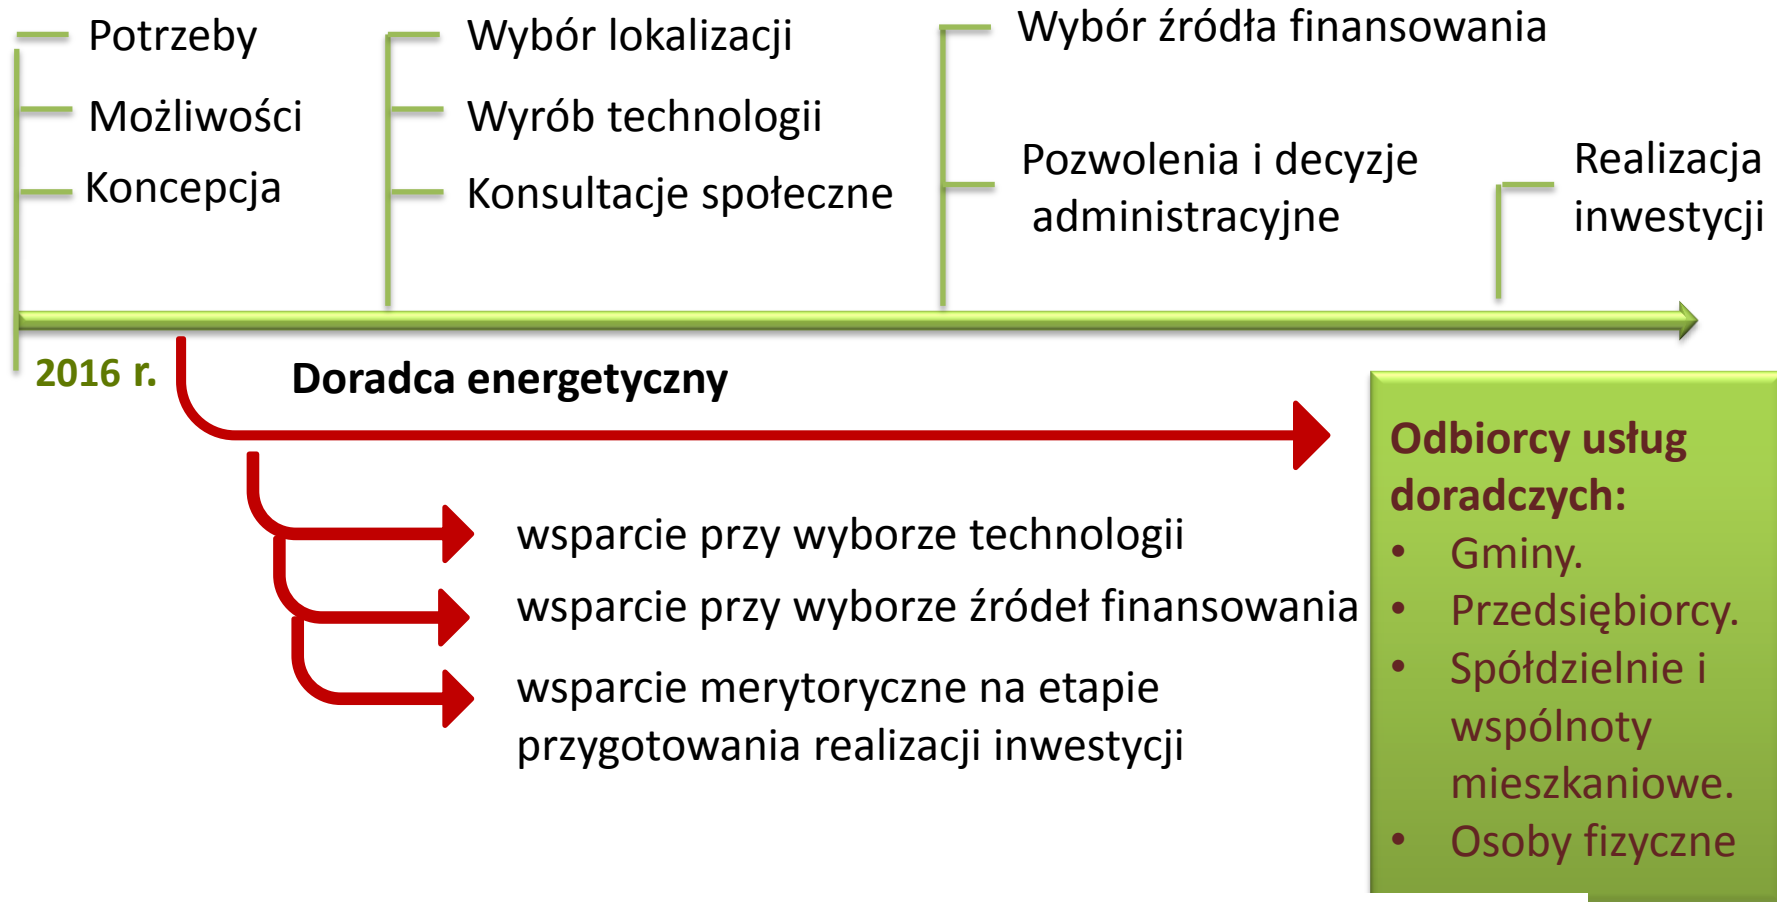 Potrzeby
Możliwości
Koncepcja
Wybór lokalizacji
Wyrób technologii
Konsultacje społeczne
Wybór źródła finansowania
Pozwolenia i decyzje
administracyjne
Realizacja
inwestycji
2016 r.
Doradca energetyczny
wsparcie przy wyborze technologii
wsparcie przy wyborze źródeł finansowania
wsparcie merytoryczne na etapie
przygotowania realizacji inwestycji
Odbiorcy usług
doradczych:
• Gminy.
• Przedsiębiorcy.
• Spółdzielnie i
wspólnoty
mieszkaniowe.
• Osoby fizyczne